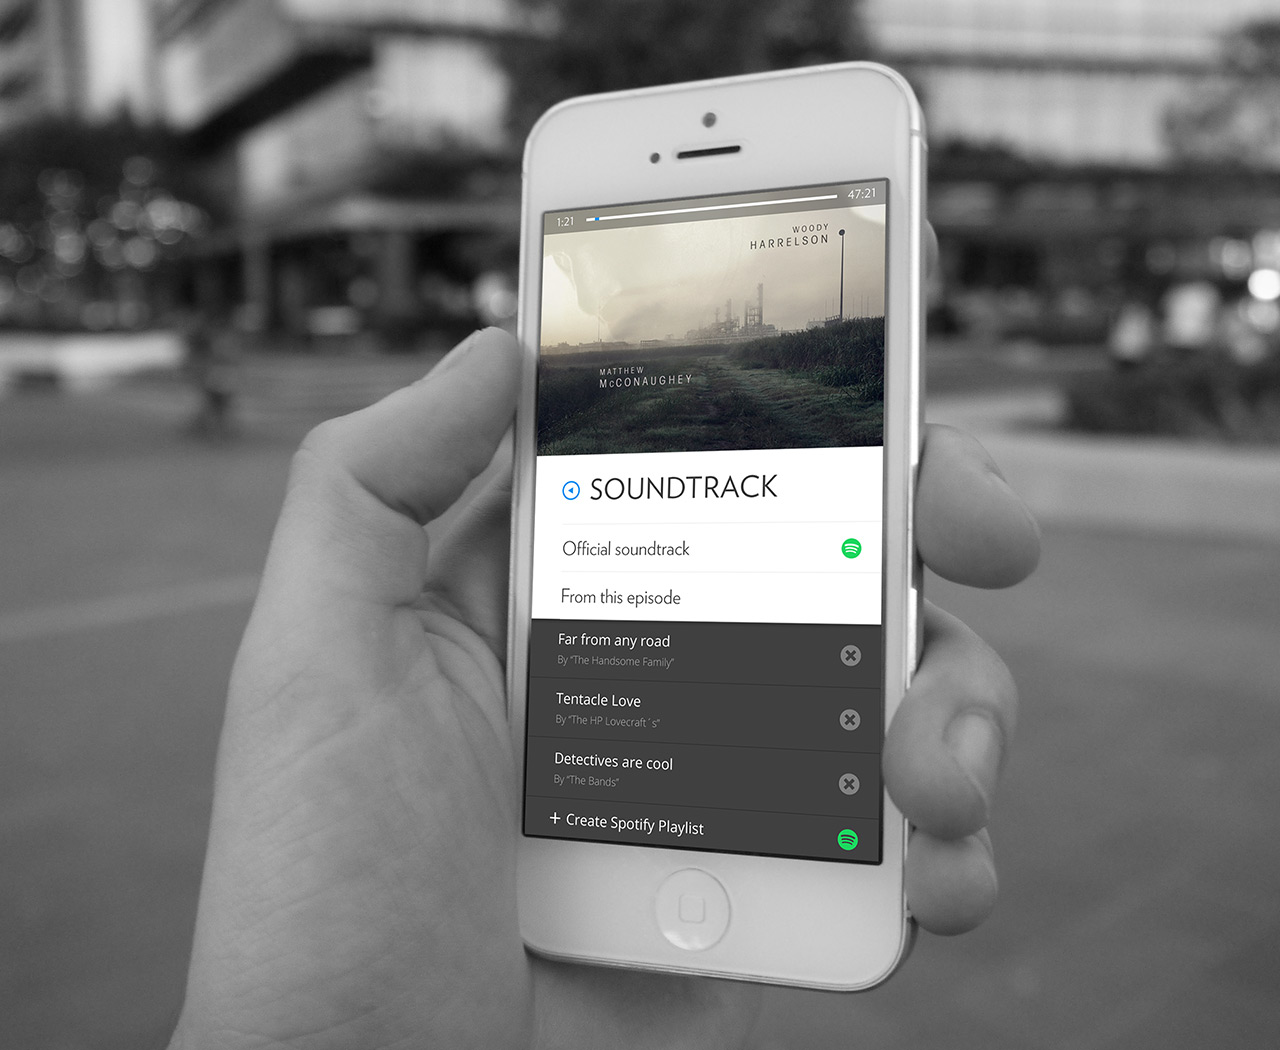 1:21
47:21
WOODY
HARRELSON
MATTHEW
McCONAUGHEY
SOUNDTRACK
Official soundtrack
From this episode
Far from any road
By "The Handsome Family"
Tentacle Love
By "The HP Lovecraft´s"
Detectives are cool
By "The Bands"
+ Create Spotify Playlist